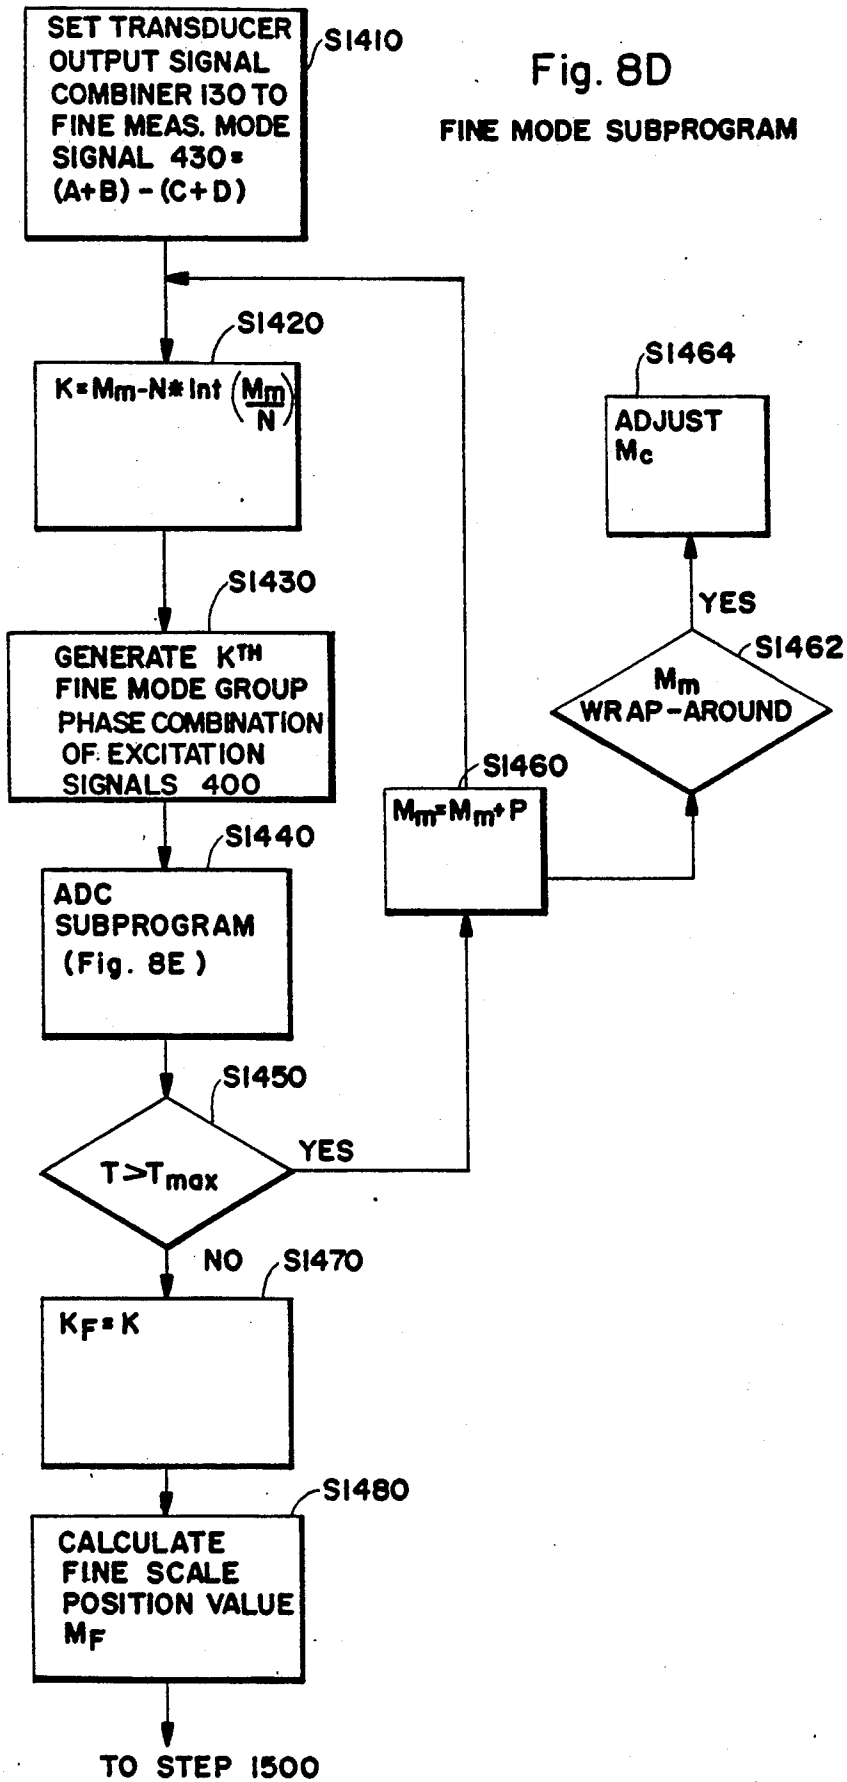 SET TRANSDUCER
OUTPUT SIGNAL
COMBINER 130 TO
FINE MEAS. MODE
SIGNAL 430=
(A+B) - (C+D)
S1410
Fig. 8D
FINE MODE SUBPROGRAM
S1420
K=Mm-N*Int (Mm/N)
S1430
GENERATE KTH
FINE MODE GROUP
PHASE COMBINATION
OF EXCITATION
SIGNALS 400
S1440
ADC
SUBPROGRAM
(Fig. 8E)
S1450
T>Tmax
YES
NO
S1460
Mm=Mm+P
S1462
Mm
WRAP-AROUND
YES
S1464
ADJUST
Mc
S1470
KF=K
S1480
CALCULATE
FINE SCALE
POSITION VALUE
MF
TO STEP 1500